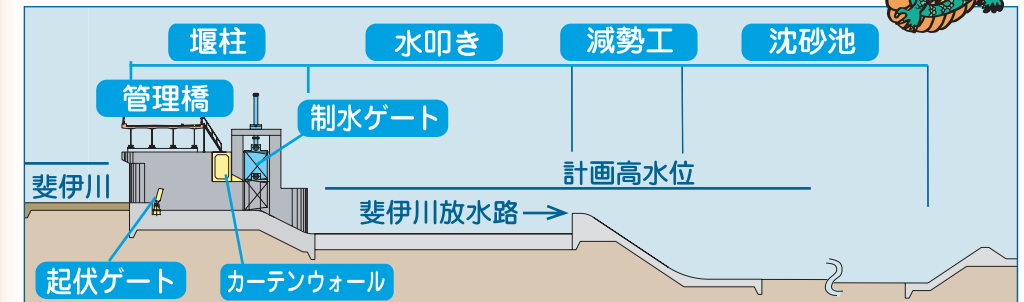 堰柱
水叩き
減勢工
沈砂池
管理橋
制水ゲート
計画高水位
斐伊川
斐伊川放水路
起伏ゲート
カーテンウォール